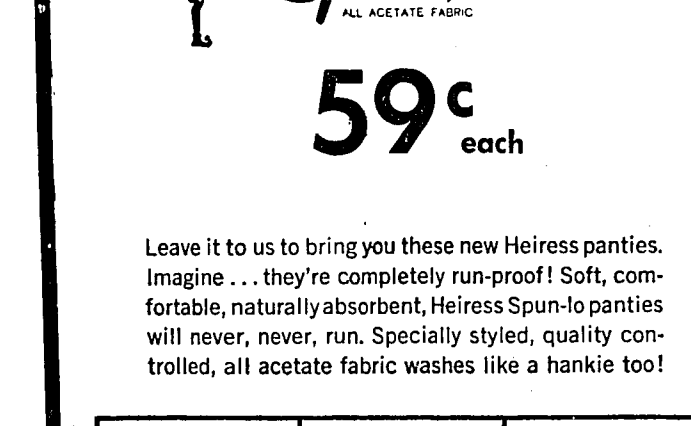 ALL ACETATE FABRIC
59c
each
Leave it to us to bring you these new Heiress panties.
Imagine ... they're completely run-proof! Soft, com-
fortable, naturally absorbent, Heiress Spun-lo panties
will never, never, run. Specially styled, quality con-
trolled, all acetate fabric washes like a hankie too!